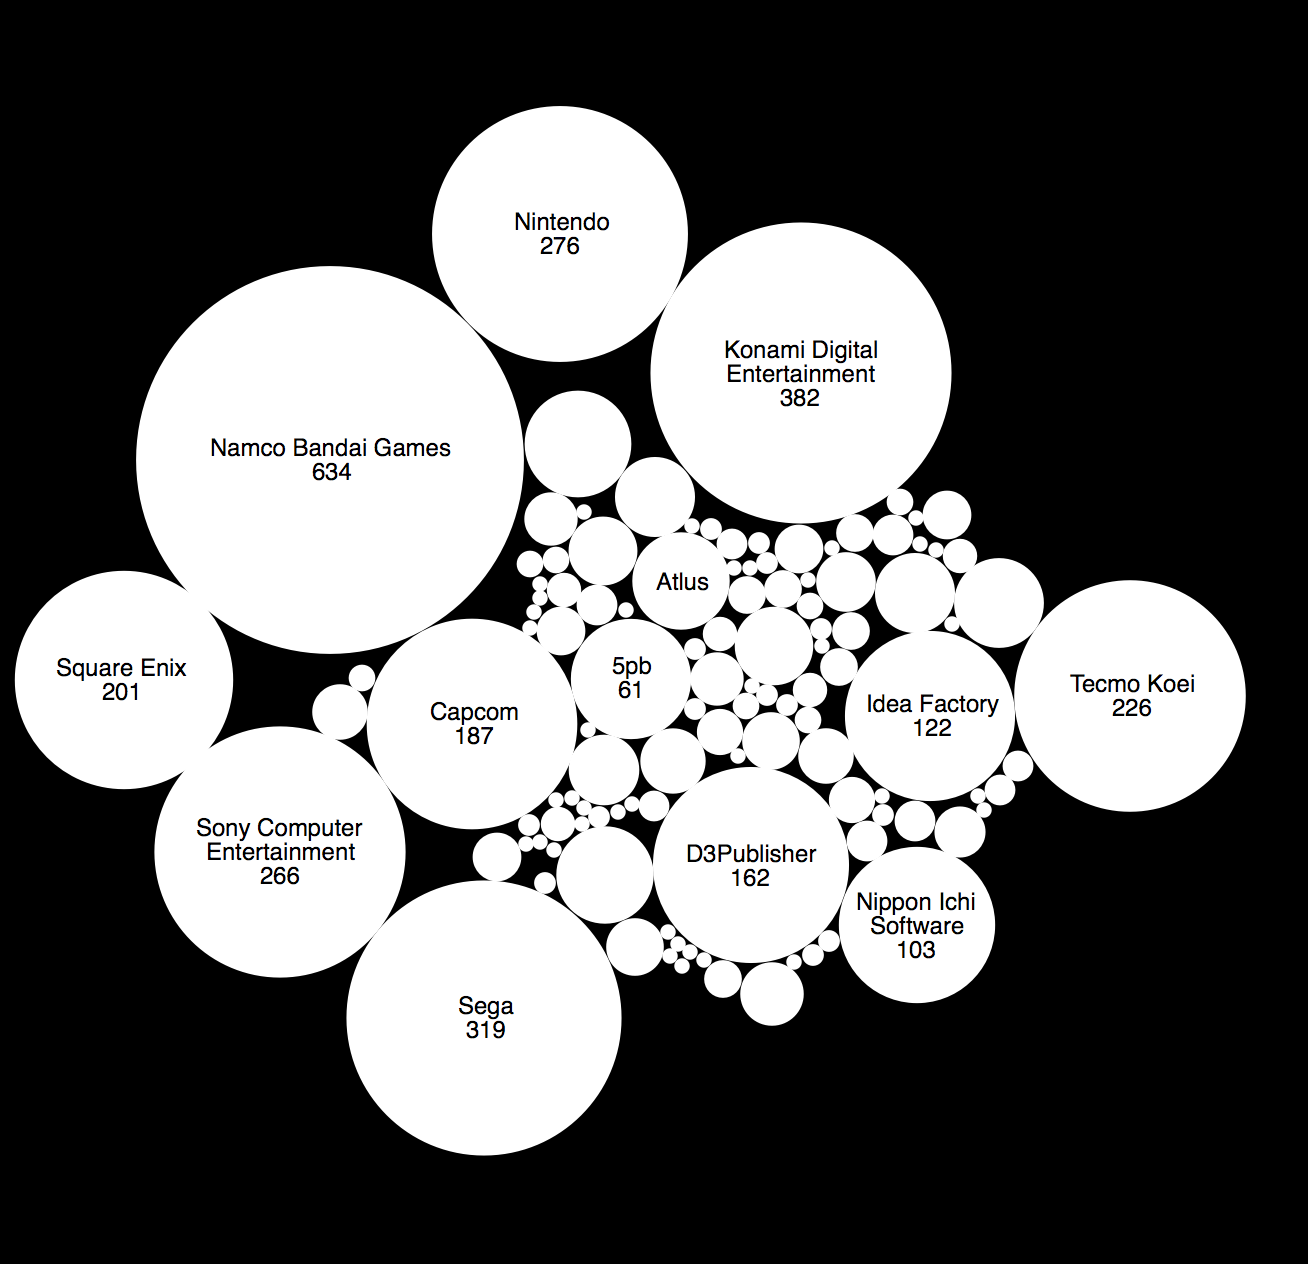 Nintendo
276
Konami Digital
Entertainment
382
Namco Bandai Games
634
Atlus
Square Enix
201
5pb
61
Capcom
187
Idea Factory
122
Tecmo Koei
226
Sony Computer
Entertainment
266
D3Publisher
162
Nippon Ichi
Software
103
Sega
319